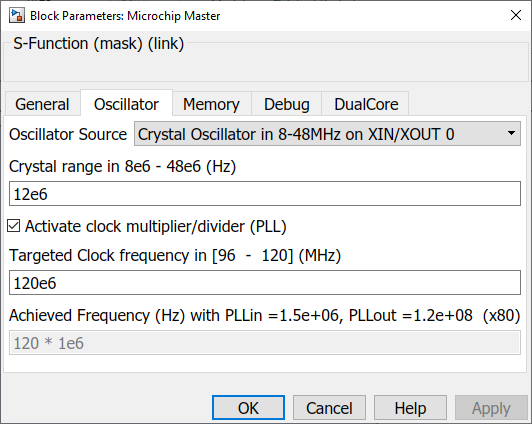 Block Parameters: Microchip Master
S-Function (mask) (link)
General Oscillator Memory Debug DualCore
Oscillator Source Crystal Oscillator in 8-48MHz on XIN/XOUT 0
Crystal range in 8e6 - 48e6 (Hz)
12e6
Activate clock multiplier/divider (PLL)
Targeted Clock frequency in [96 - 120] (MHz)
120e6
Achieved Frequency (Hz) with PLLin =1.5e+06, PLLout =1.2e+08 (x80)
120 * 1e6
OK Cancel Help Apply